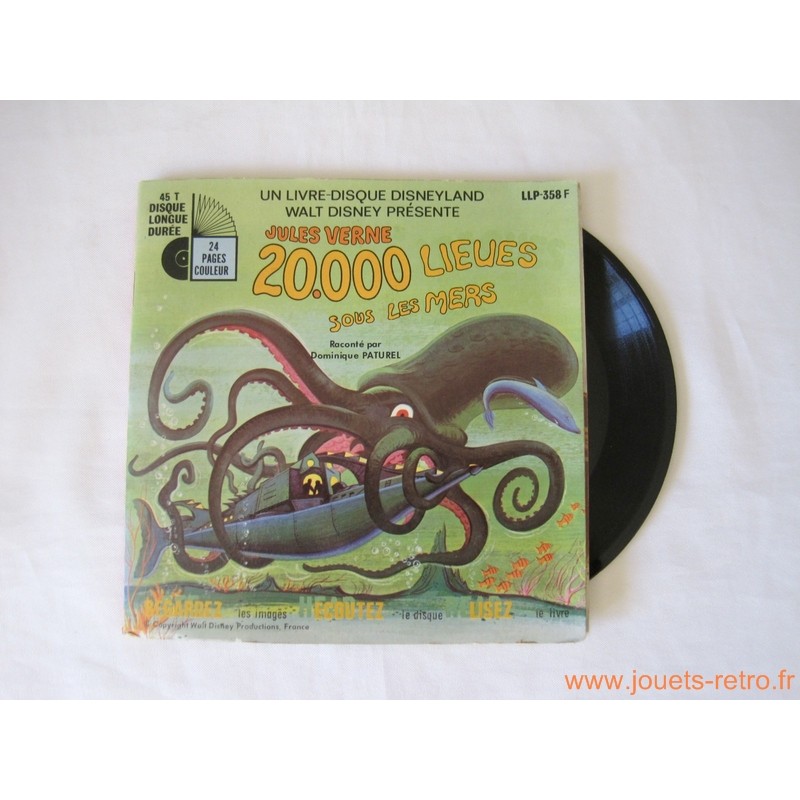 45 T
DISQUE
LONGUE
DURÉE
24
PAGES
COULEUR
UN LIVRE-DISQUE DISNEYLAND
WALT DISNEY PRÉSENTE
LLP-358 F
JULES VERNE
20.000 LIEUES
SOUS LES MERS
Raconté par
Dominique PATUREL
REGARDEZ les images ECOUTEZ le disque LISEZ le livre
© Copyright Walt Disney Productions, France
www.jouets-retro.fr